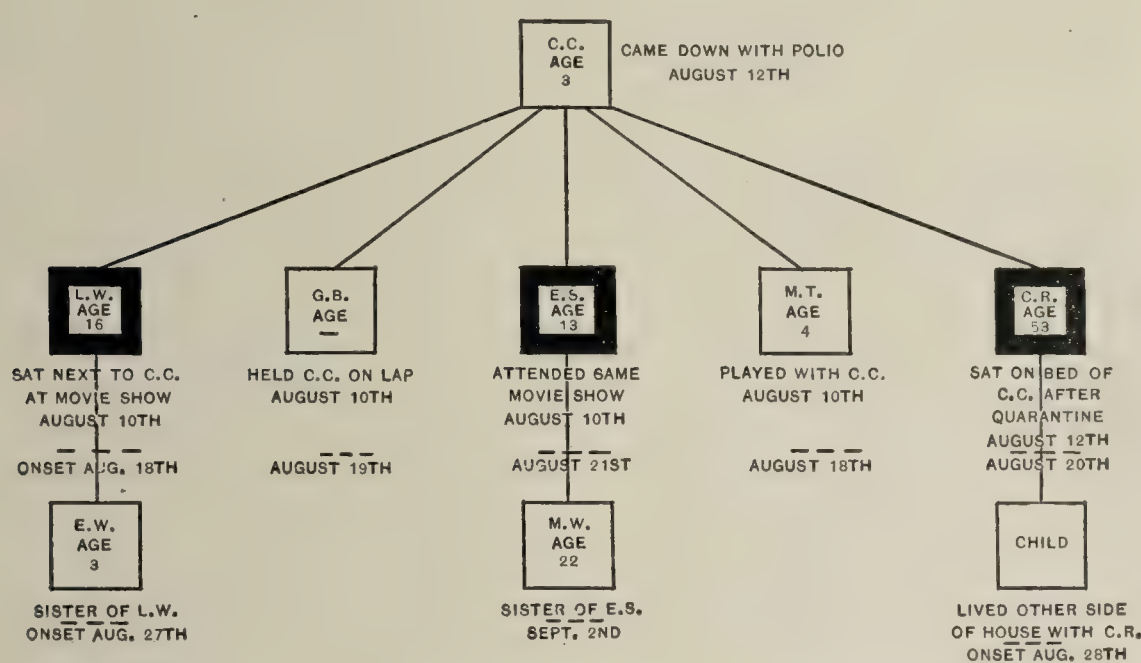 C.C.
AGE
3
CAME DOWN WITH POLIO
AUGUST 12TH
L.W.
AGE
16
SAT NEXT TO C.C.
AT MOVIE SHOW
AUGUST 10TH
ONSET AUG. 18TH
G.B.
AGE
—
HELD C.C. ON LAP
AUGUST 10TH
AUGUST 19TH
E.S.
AGE
13
ATTENDED SAME
MOVIE SHOW
AUGUST 10TH
AUGUST 21ST
M.T.
AGE
4
PLAYED WITH C.C.
AUGUST 10TH
AUGUST 18TH
C.R.
AGE
53
SAT ON BED OF
C.C. AFTER
QUARANTINE
AUGUST 12TH
AUGUST 20TH
E.W.
AGE
3
SISTER OF L.W.
ONSET AUG. 27TH
M.W.
AGE
22
SISTER OF E.S.
SEPT. 2ND
CHILD
LIVED OTHER SIDE
OF HOUSE WITH C.R.
ONSET AUG. 28TH